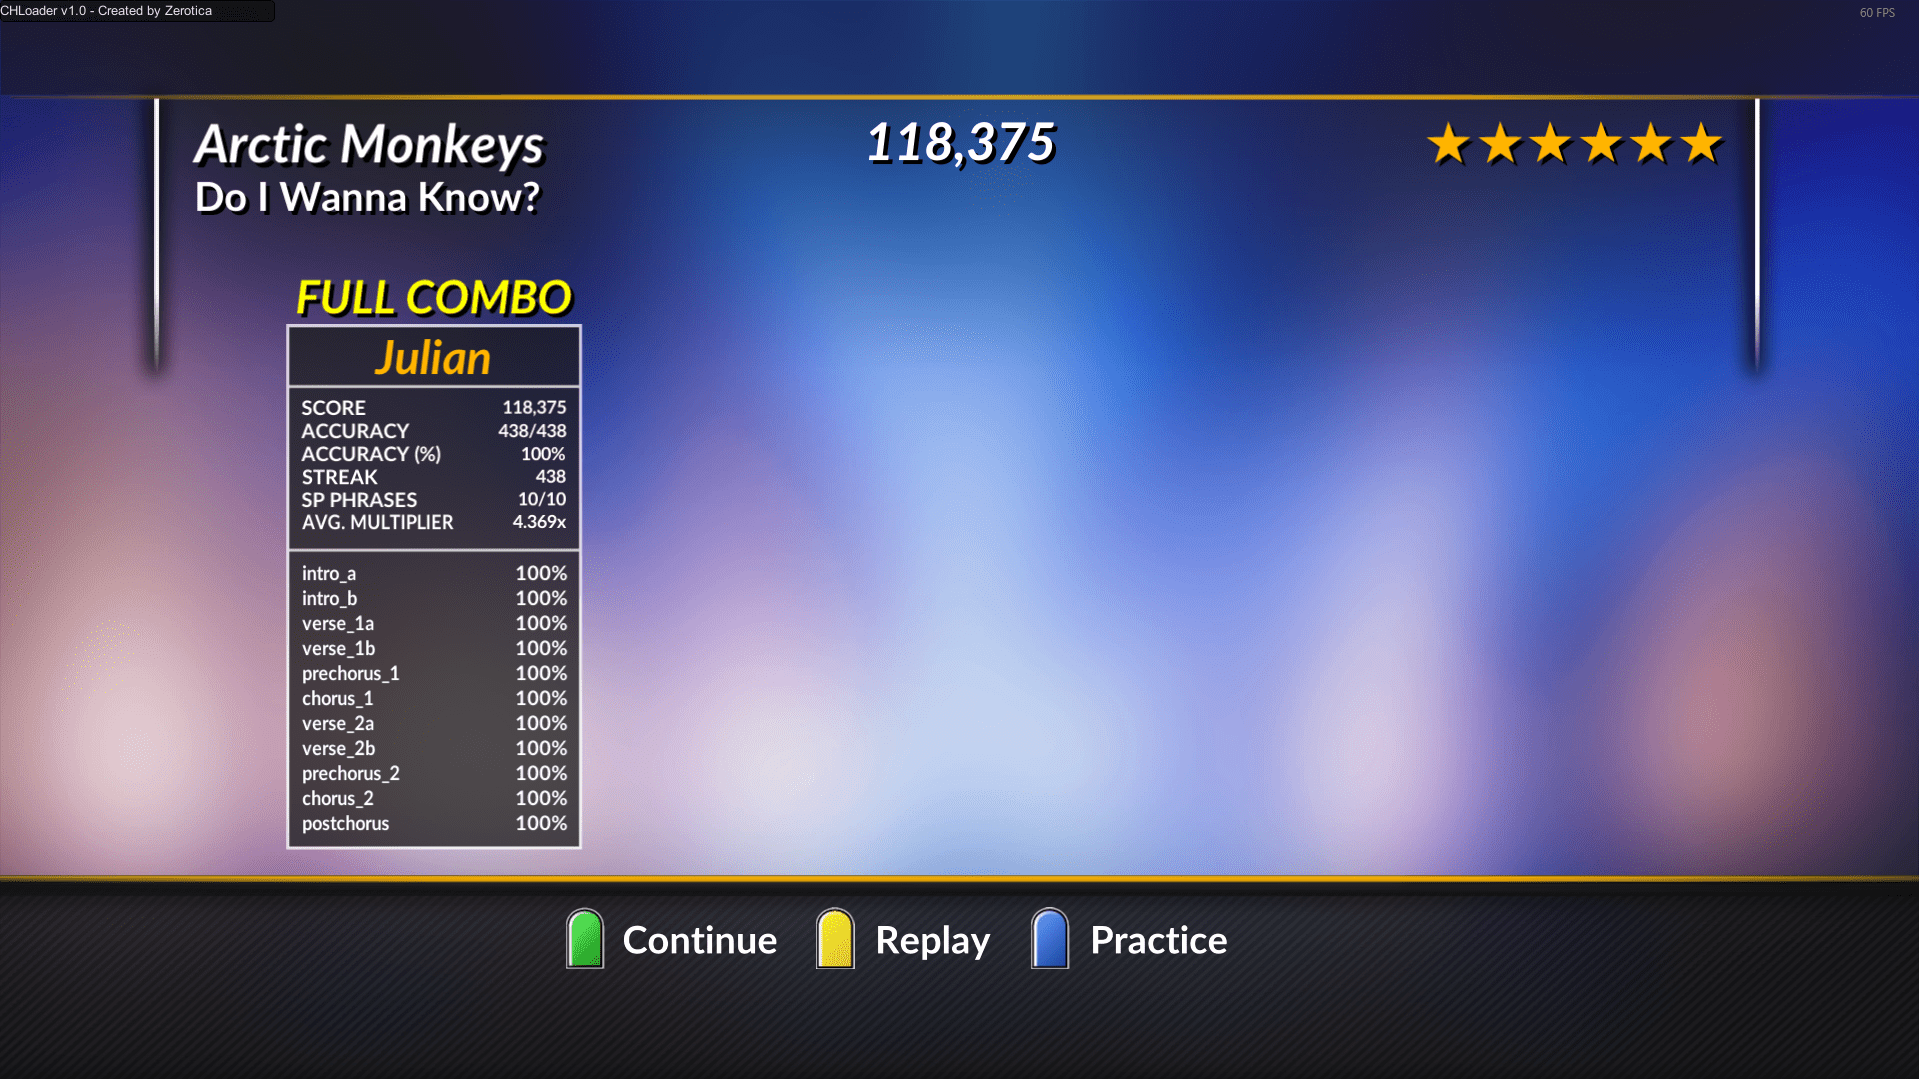 CHLoader v1.0 - Created by Zerotica
60 FPS
Arctic Monkeys
118,375
Do I Wanna Know?
FULL COMBO
Julian
SCORE 118,375
ACCURACY 438/438
ACCURACY (%) 100%
STREAK 438
SP PHRASES 10/10
AVG. MULTIPLIER 4.369x
intro_a 100%
intro_b 100%
verse_1a 100%
verse_1b 100%
prechorus_1 100%
chorus_1 100%
verse_2a 100%
verse_2b 100%
prechorus_2 100%
chorus_2 100%
postchorus 100%
Continue Replay Practice